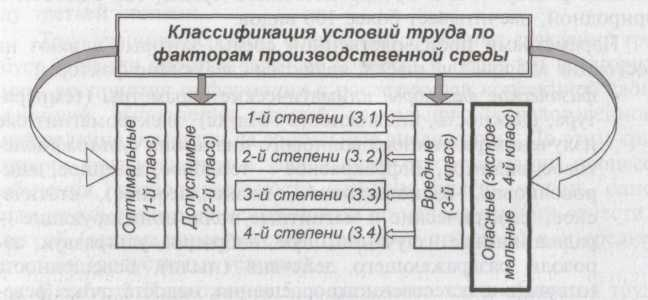 Классификация условий труда по
факторам производственной среды
Оптимальные
(1-й класс)
Допустимые
(2-й класс)
1-й степени (3.1)
2-й степени (3.2)
3-й степени (3.3)
4-й степени (3.4)
Вредные
(3-й класс)
Опасные экстре-
мальные – 4-й класс)